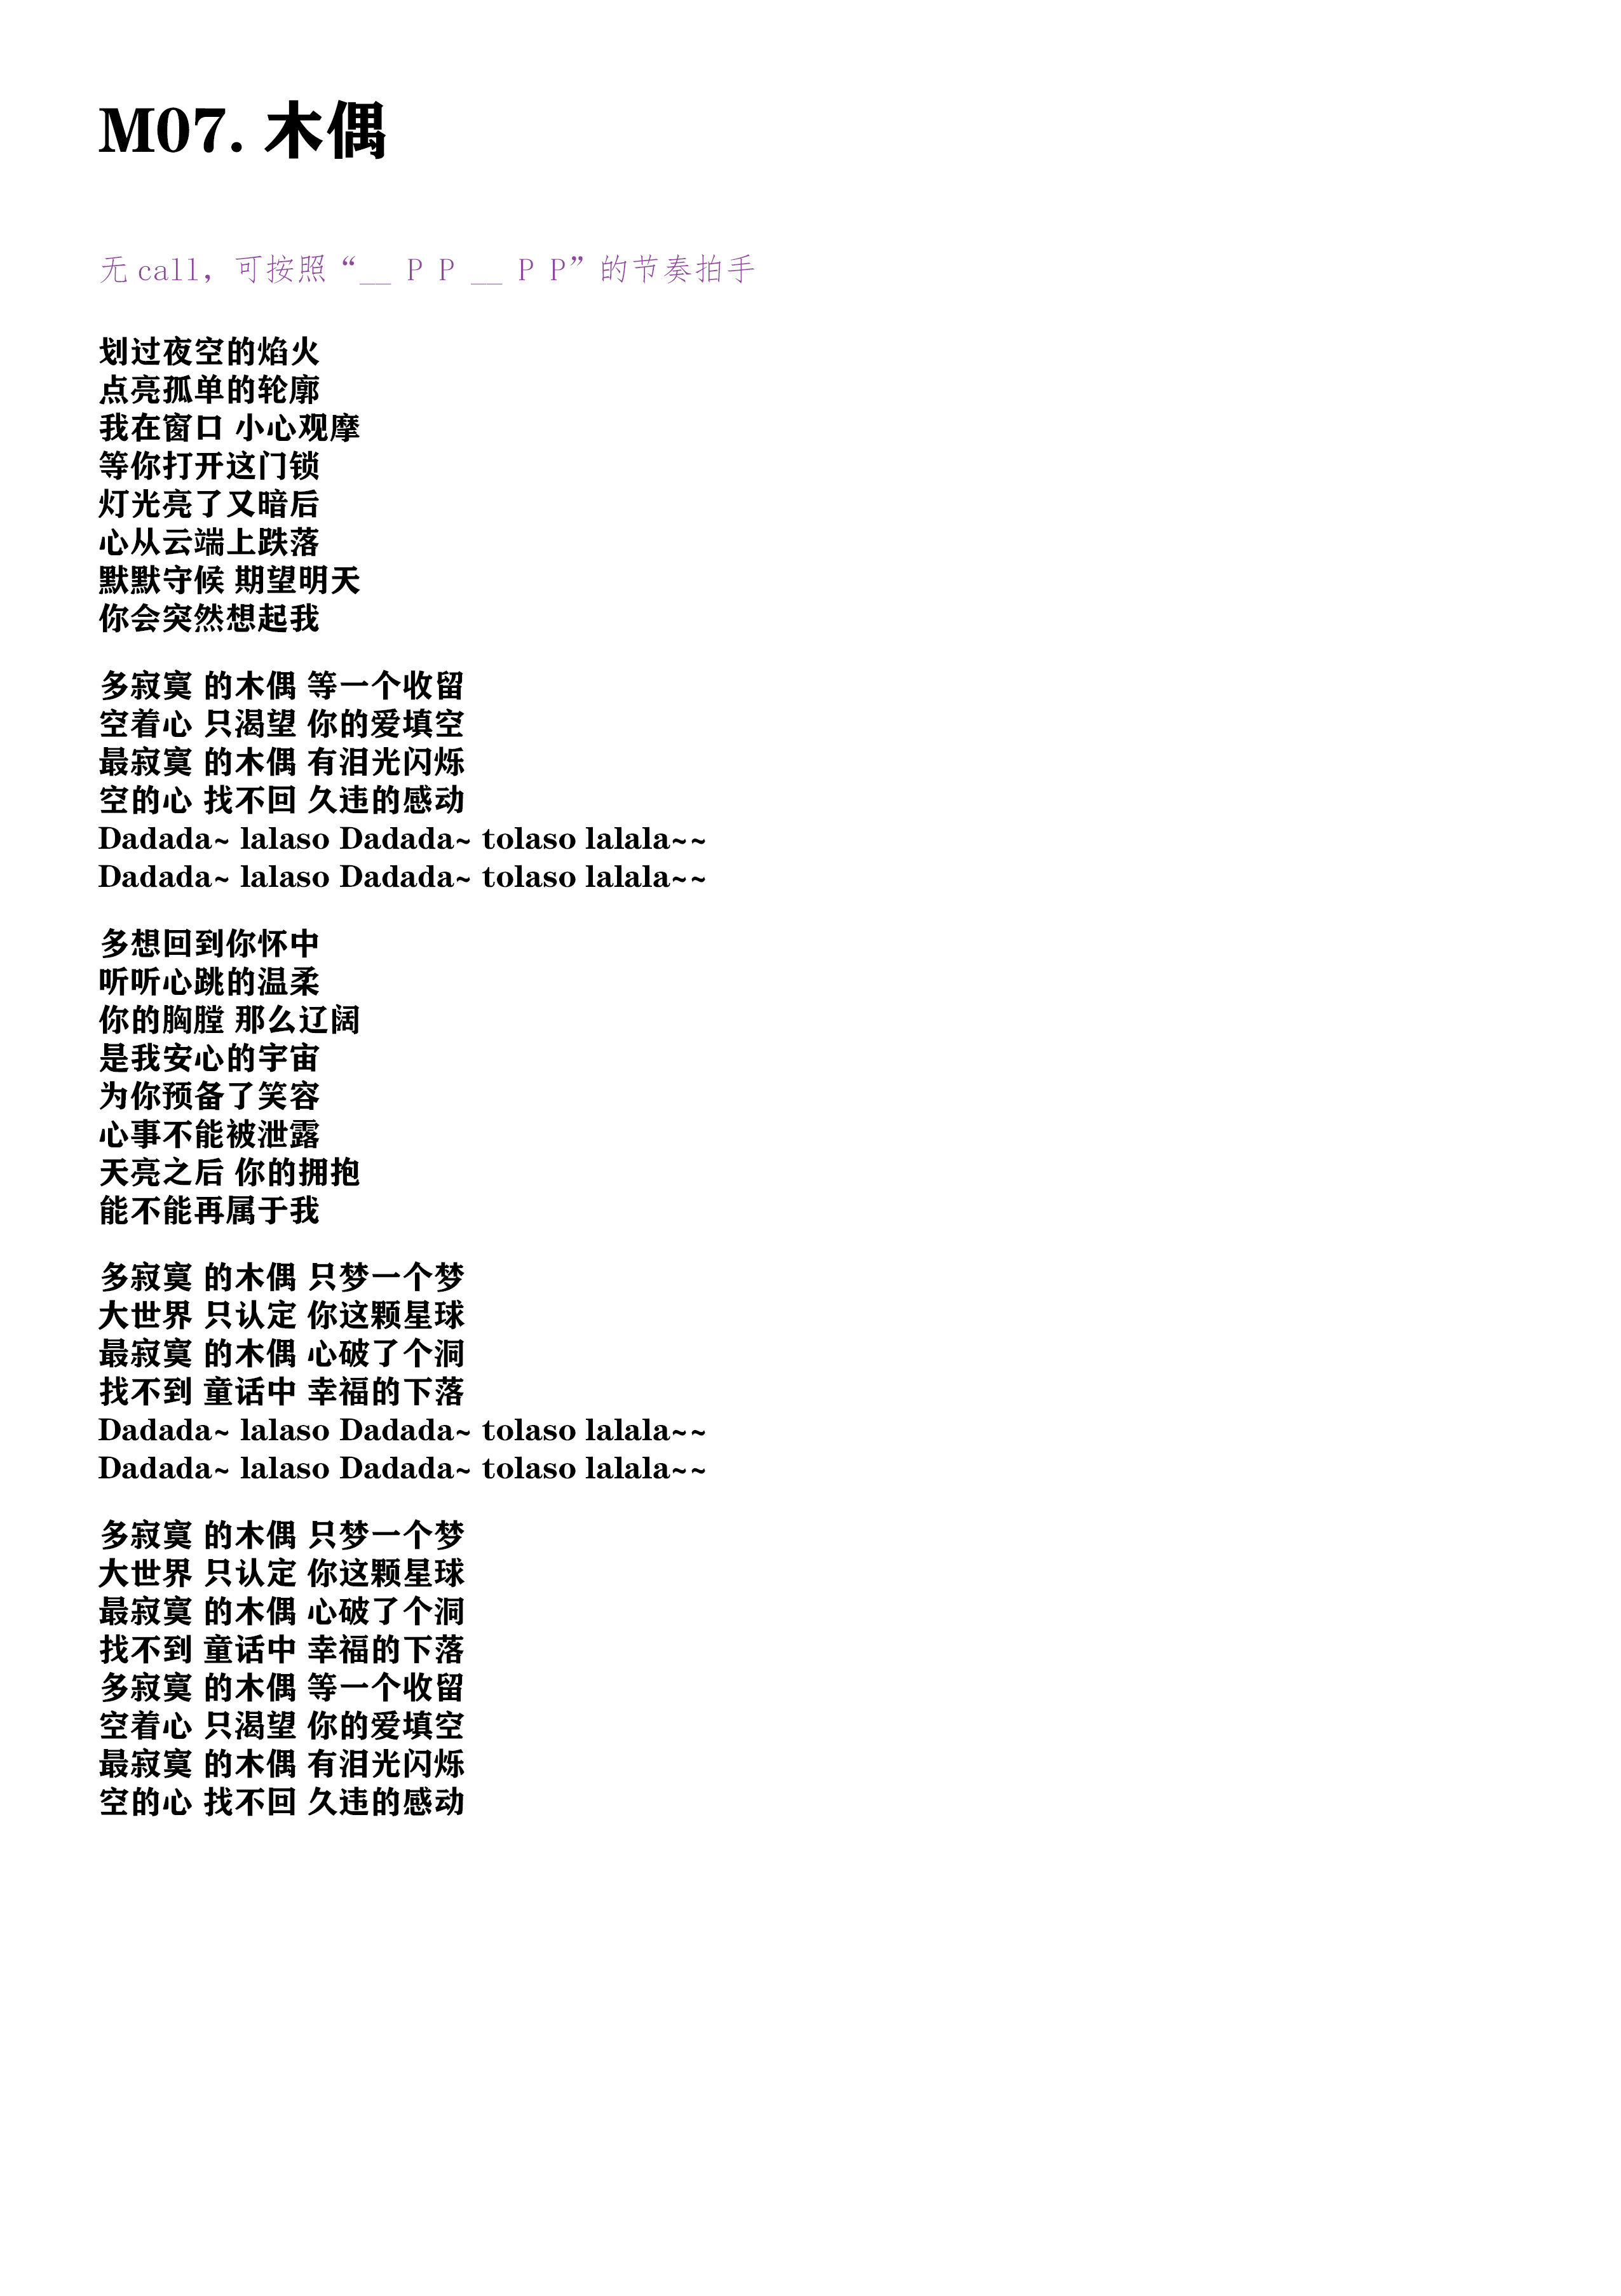 M07. 木偶
无 call，可按照“__ P P __ P P”的节奏拍手
划过夜空的焰火
点亮孤单的轮廓
我在窗口 小心观摩
等你打开这门锁
灯光亮了又暗后
心从云端上跌落
默默守候 期望明天
你会突然想起我
多寂寞 的木偶 等一个收留
空着心 只渴望 你的爱填空
最寂寞 的木偶 有泪光闪烁
空的心 找不回 久违的感动
Dadada~ lalaso Dadada~ tolaso lalala~~
Dadada~ lalaso Dadada~ tolaso lalala~~
多想回到你怀中
听听心跳的温柔
你的胸膛 那么辽阔
是我安心的宇宙
为你预备了笑容
心事不能被泄露
天亮之后 你的拥抱
能不能再属于我
多寂寞 的木偶 只梦一个梦
大世界 只认定 你这颗星球
最寂寞 的木偶 心破了个洞
找不到 童话中 幸福的下落
Dadada~ lalaso Dadada~ tolaso lalala~~
Dadada~ lalaso Dadada~ tolaso lalala~~
多寂寞 的木偶 只梦一个梦
大世界 只认定 你这颗星球
最寂寞 的木偶 心破了个洞
找不到 童话中 幸福的下落
多寂寞 的木偶 等一个收留
空着心 只渴望 你的爱填空
最寂寞 的木偶 有泪光闪烁
空的心 找不回 久违的感动